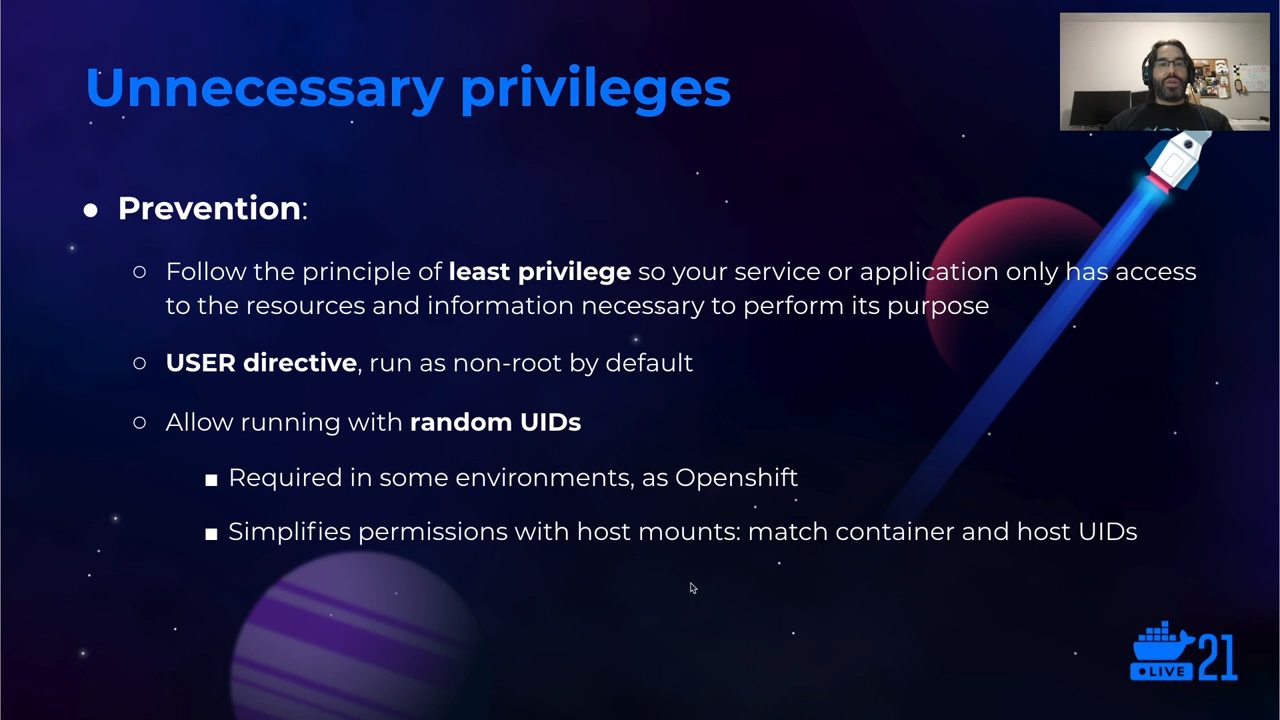 Unnecessary privileges
● Prevention:
○ Follow the principle of least privilege so your service or application only has access
to the resources and information necessary to perform its purpose
○ USER directive, run as non-root by default
○ Allow running with random UIDs
■ Required in some environments, as Openshift
■ Simplifies permissions with host mounts: match container and host UIDs
LIVE 21